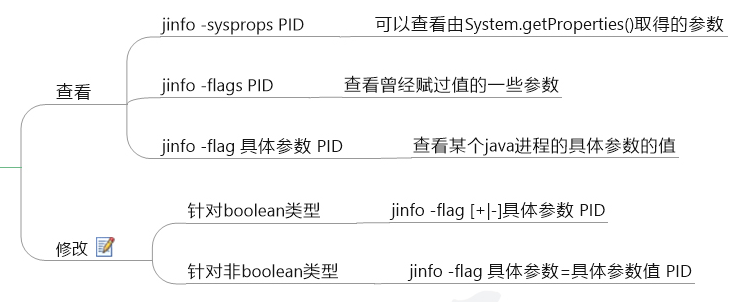 jinfo -sysprops PID 可以查看由System.getProperties()取得的参数
查看
jinfo -flags PID 查看曾经赋过值的一些参数
jinfo -flag 具体参数 PID 查看某个java进程的具体参数的值
针对boolean类型 jinfo -flag [+|-]具体参数 PID
修改
针对非boolean类型 jinfo -flag 具体参数=具体参数值 PID